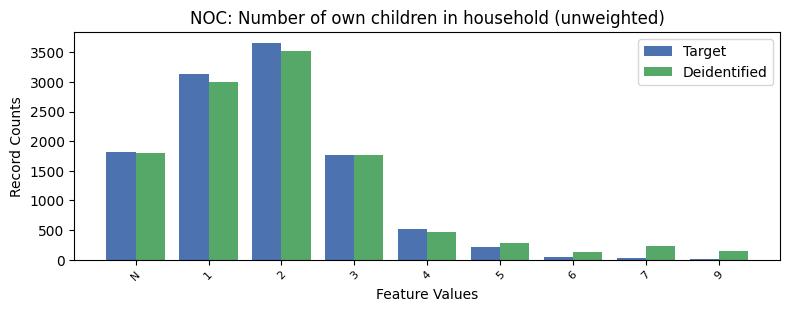 NOC: Number of own children in household (unweighted)
Target
Deidentified
Record Counts
3500
3000
2500
2000
1500
1000
500
0
N 1 2 3 4 5 6 7 9
Feature Values